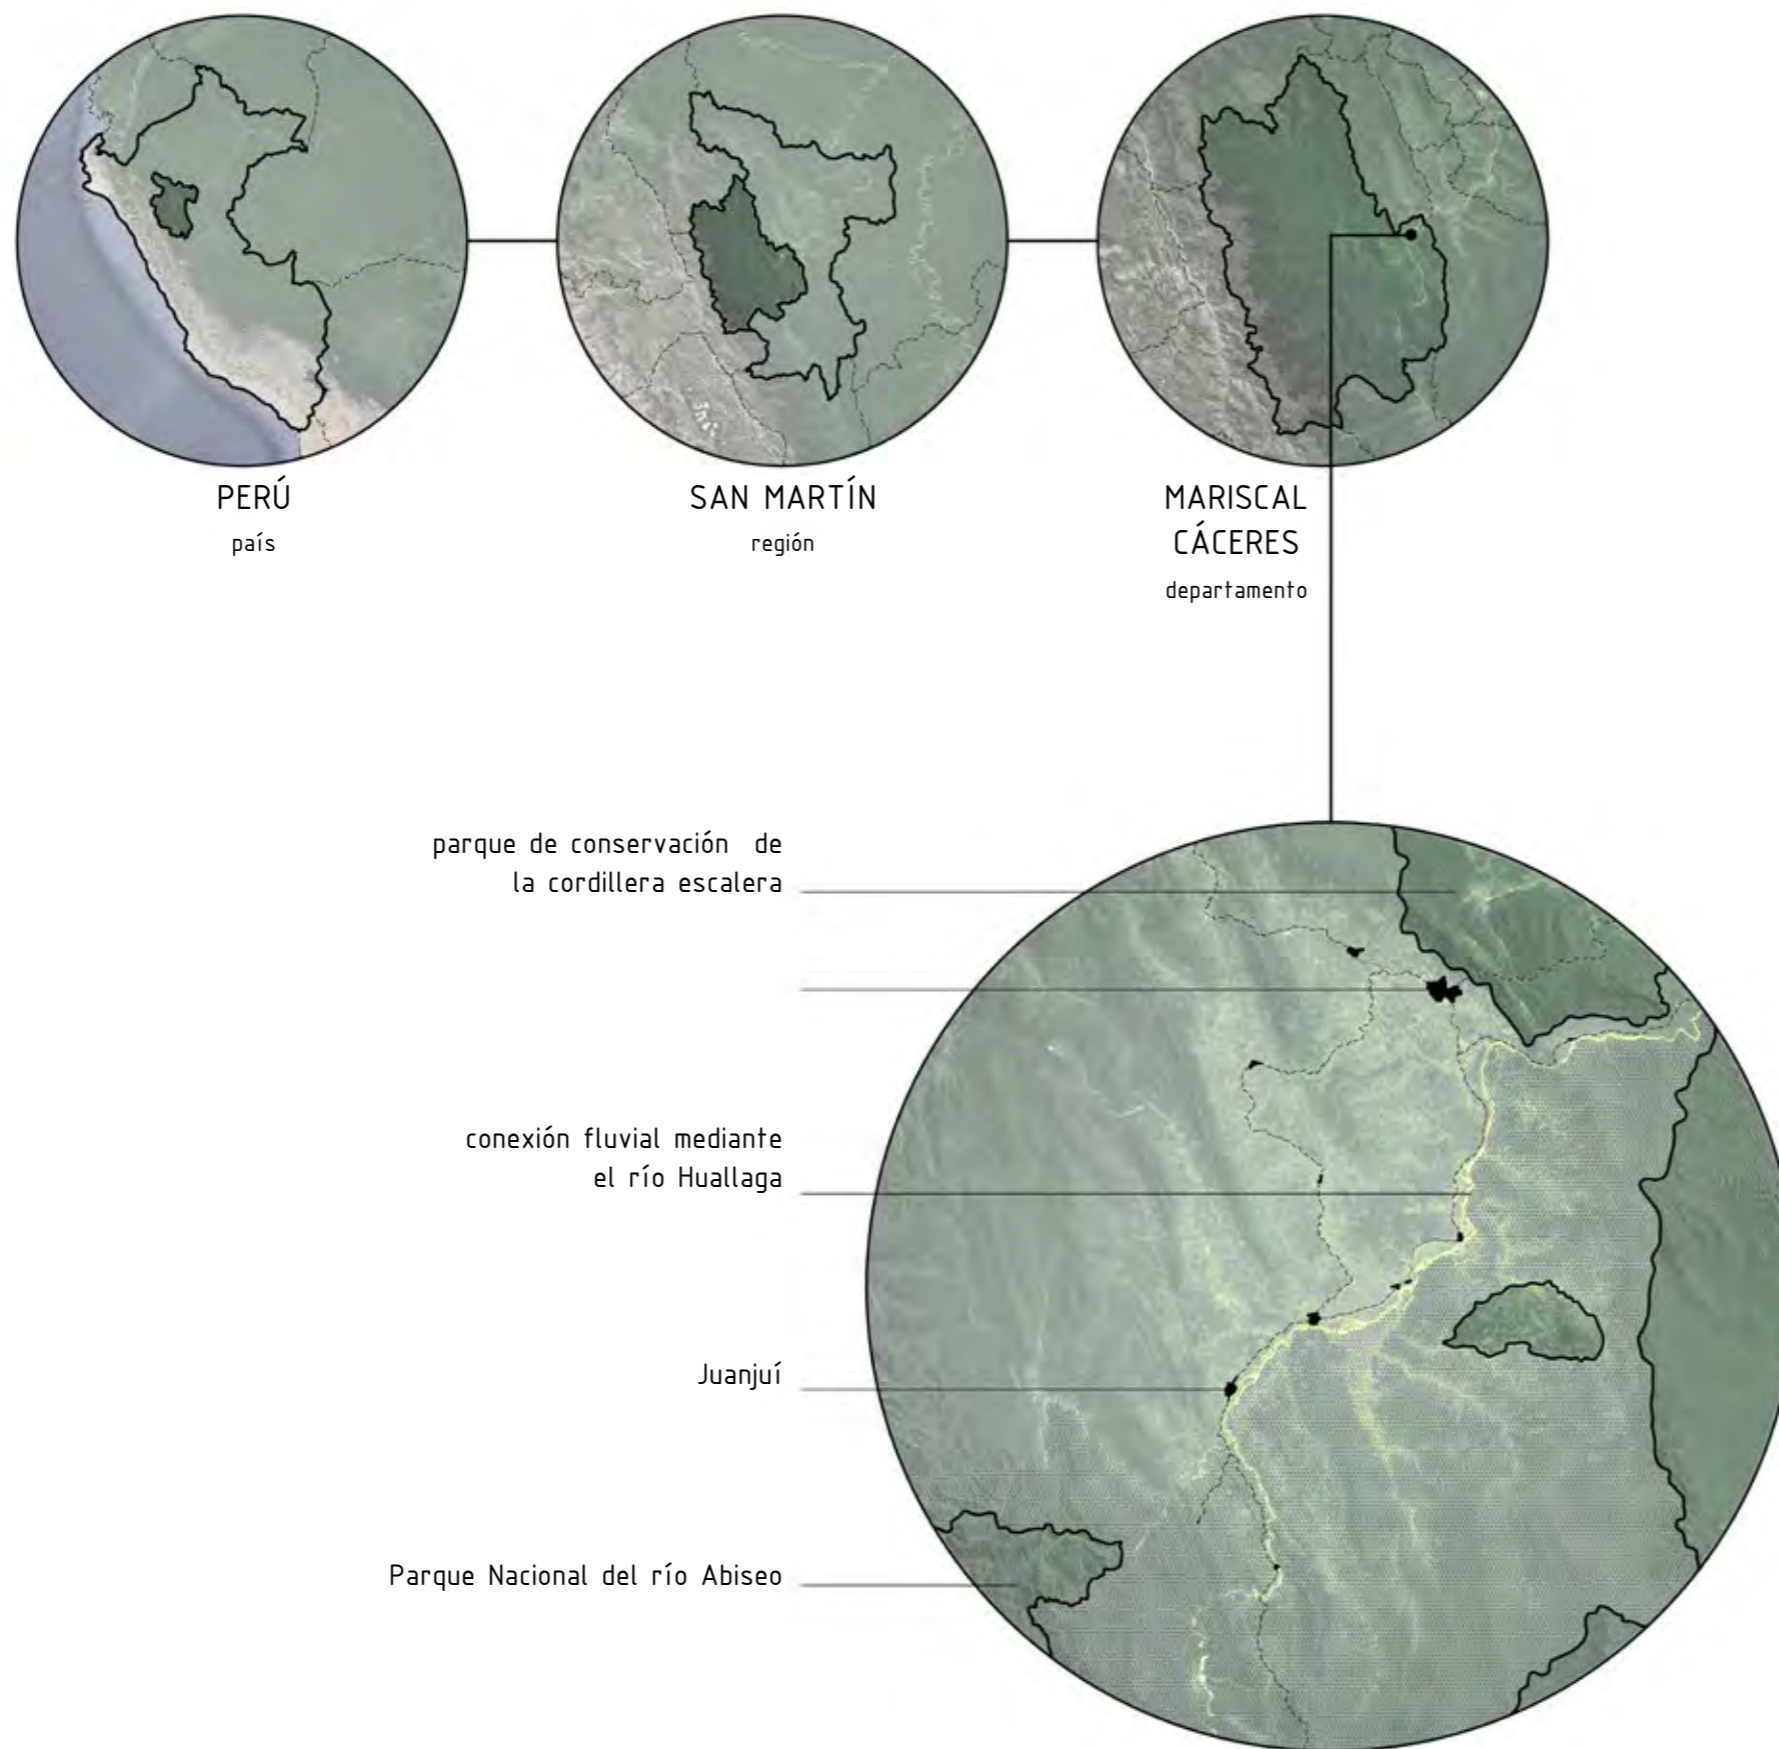 PERÚ
país
SAN MARTÍN
región
MARISCAL
CÁCERES
departamento
parque de conservación de
la cordillera escalera
conexión fluvial mediante
el río Huallaga
Juanjuí
Parque Nacional del río Abiseo